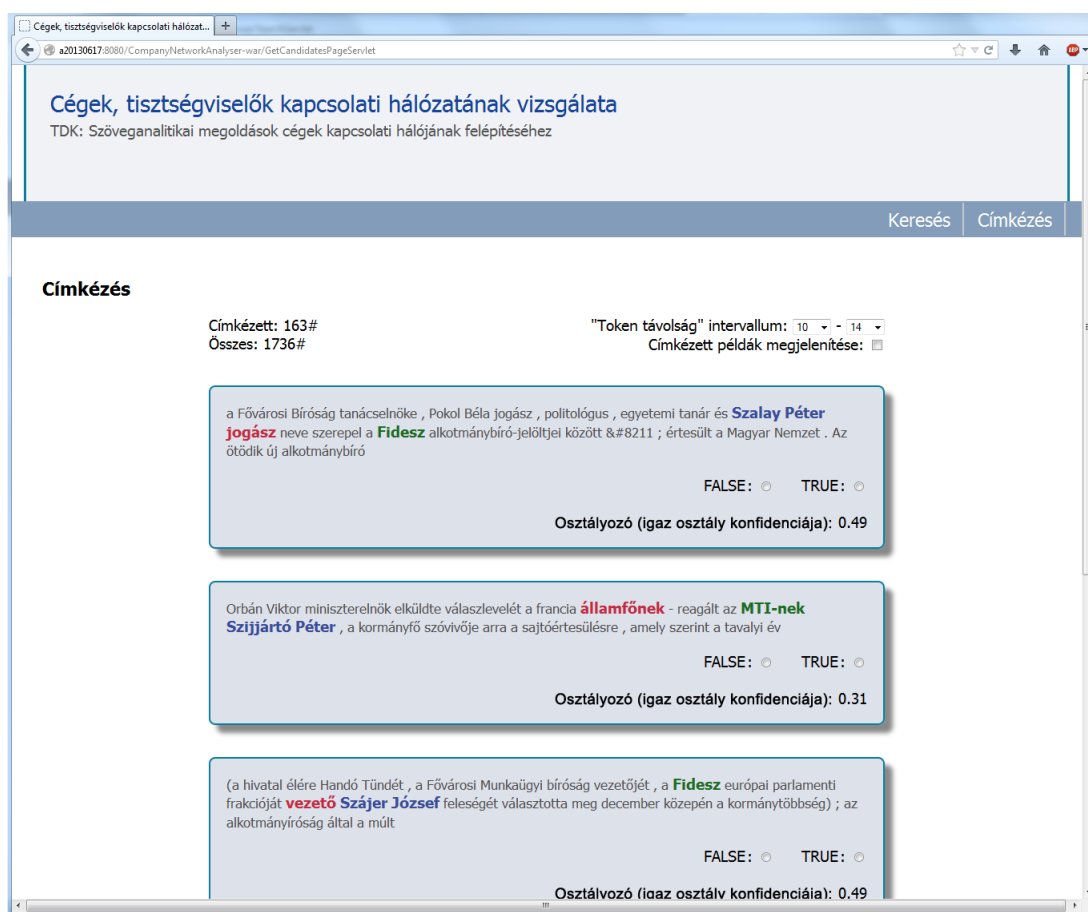 Cégek, tisztségviselők kapcsolati hálózat...
a20130617:8080/CompanyNetworkAnalyser-war/GetCandidatesPageServlet
Cégek, tisztségviselők kapcsolati hálózatának vizsgálata
TDK: Szöveganalitikai megoldások cégek kapcsolati hálójának felépítéséhez
Keresés Címkézés
Címkézés
Címkézett: 163# "Token távolság" intervallum: 10 - 14
Összes: 1736# Címkézett példák megjelenítése:
a Fővárosi Bíróság tanácselnöke , Pokol Béla jogász , politológus , egyetemi tanár és Szalay Péter
jogász neve szerepel a Fidesz alkotmánybíró-jelöltjei között &#8211 ; értesült a Magyar Nemzet . Az
ötödik új alkotmánybíró
FALSE: TRUE:
Osztályozó (igaz osztály konfidenciája): 0.49
Orbán Viktor miniszterelnök elküldte válaszlevelét a francia államfőnek - reagált az MTI-nek
Szijjártó Péter , a kormányfő szóvivője arra a sajtóértesülésre , amely szerint a tavalyi év
FALSE: TRUE:
Osztályozó (igaz osztály konfidenciája): 0.31
(a hivatal élére Handó Tündét , a Fővárosi Munkaügyi bíróság vezetőjét , a Fidesz európai parlamenti
frakcióját vezető Szájer József feleségét választotta meg december közepén a kormánytöbbség) ; az
alkotmányíróság által a múlt
FALSE: TRUE:
Osztályozó (igaz osztály konfidenciája): 0.49